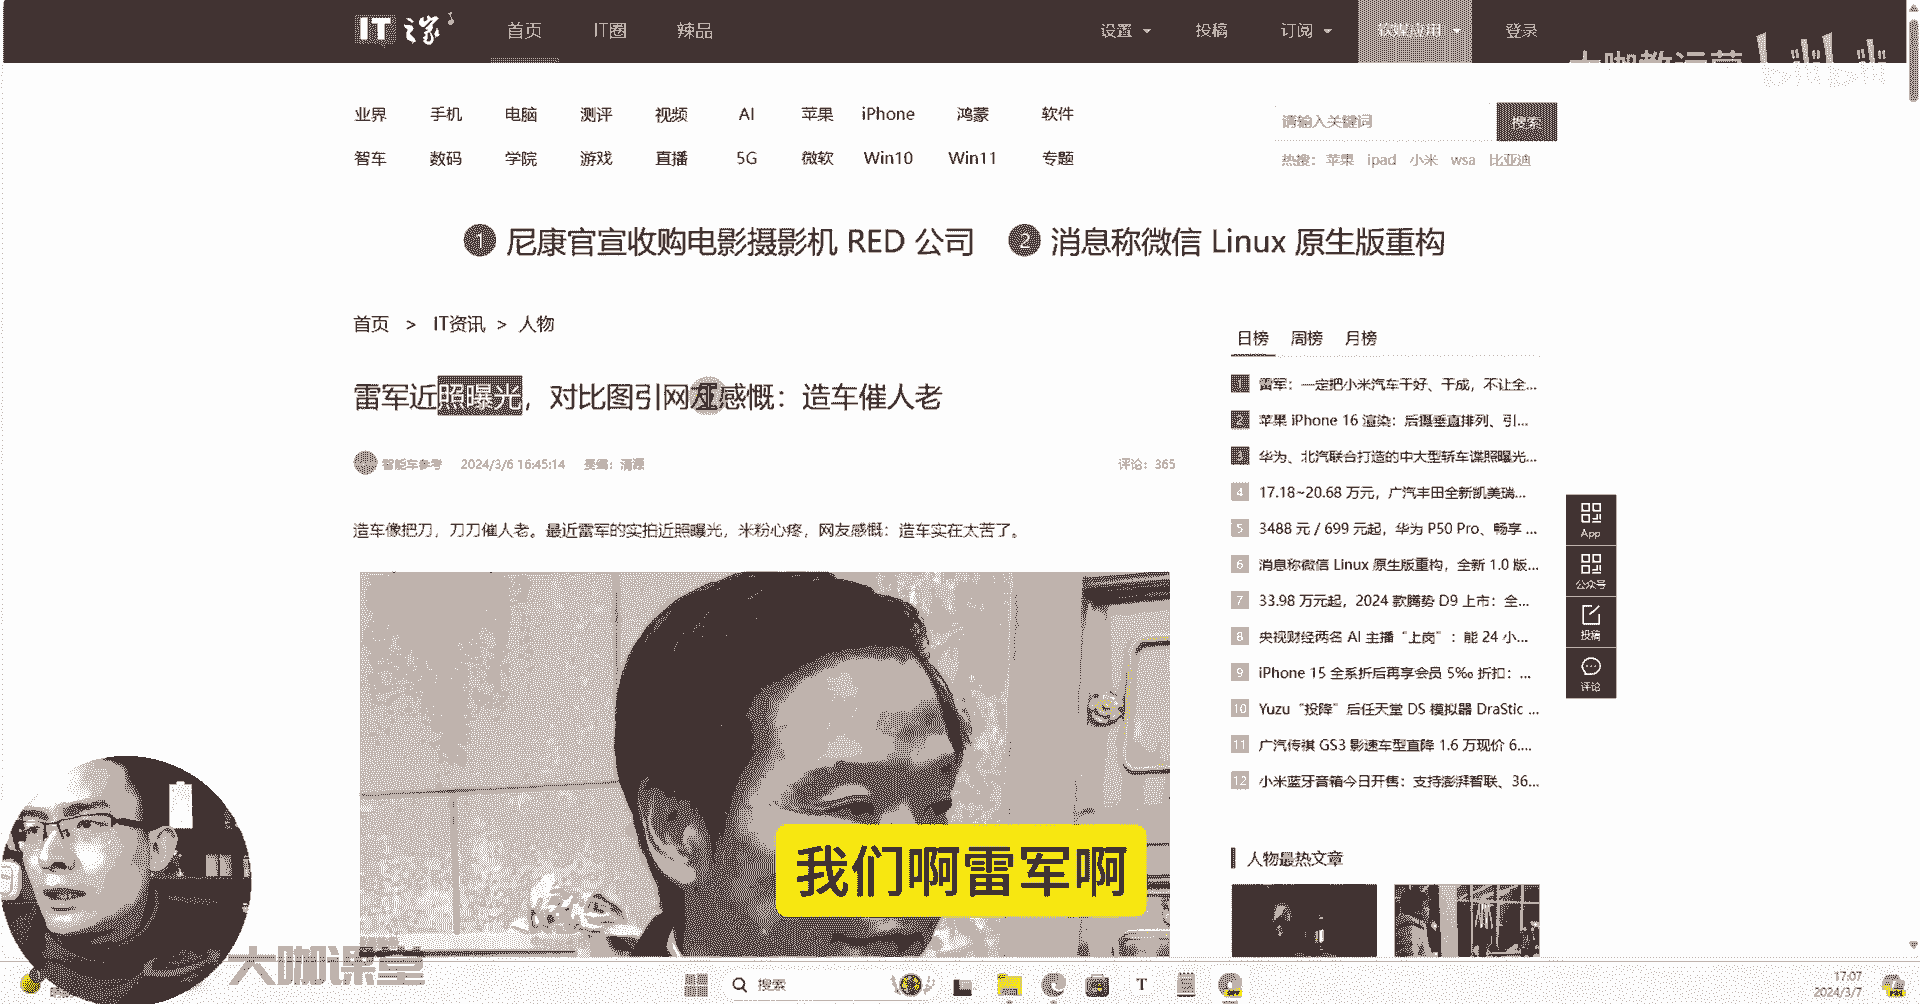 IT之家
首页 IT圈 辣品 设置 投稿 订阅 软媒应用 登录
大咖教运营 bilibili
业界 手机 电脑 测评 视频 AI 苹果 iPhone 鸿蒙 软件
请输入关键词 搜索
智车 数码 学院 游戏 直播 5G 微软 Win10 Win11 专题
热搜： 苹果 ipad 小米 wsa 比亚迪
1 尼康官宣收购电影摄影机 RED 公司 2 消息称微信 Linux 原生版重构
首页 > IT资讯 > 人物
雷军近照曝光，对比图引网友感慨：造车催人老
智能车参考 2024/3/6 16:45:14 责编：清源 评论：365
造车像把刀，刀刀催人老。最近雷军的实拍近照曝光，米粉心疼，网友感慨：造车实在太苦了。
日榜 周榜 月榜
1 雷军：一定把小米汽车干好、干成，不让全...
2 苹果 iPhone 16 渲染：后摄垂直排列、引...
3 华为、北汽联合打造的中大型轿车谍照曝光...
4 17.18~20.68 万元，广汽丰田全新凯美瑞...
5 3488 元 / 699 元起，华为 P50 Pro、畅享 ...
6 消息称微信 Linux 原生版重构，全新 1.0 版...
7 33.98 万元起，2024 款腾势 D9 上市：全...
8 央视财经两名 AI 主播“上岗”：能 24 小...
9 iPhone 15 全系折后再享会员 5‰ 折扣：...
10 Yuzu“投降”后任天堂 DS 模拟器 DraStic ...
11 广汽传祺 GS3 影速车型直降 1.6 万现价 6....
12 小米蓝牙音箱今日开售：支持澎湃智联、36...
人物最热文章
App
公众号
投稿
评论
我们啊雷军啊
大咖课堂
搜索
T
17:07
2024/3/7